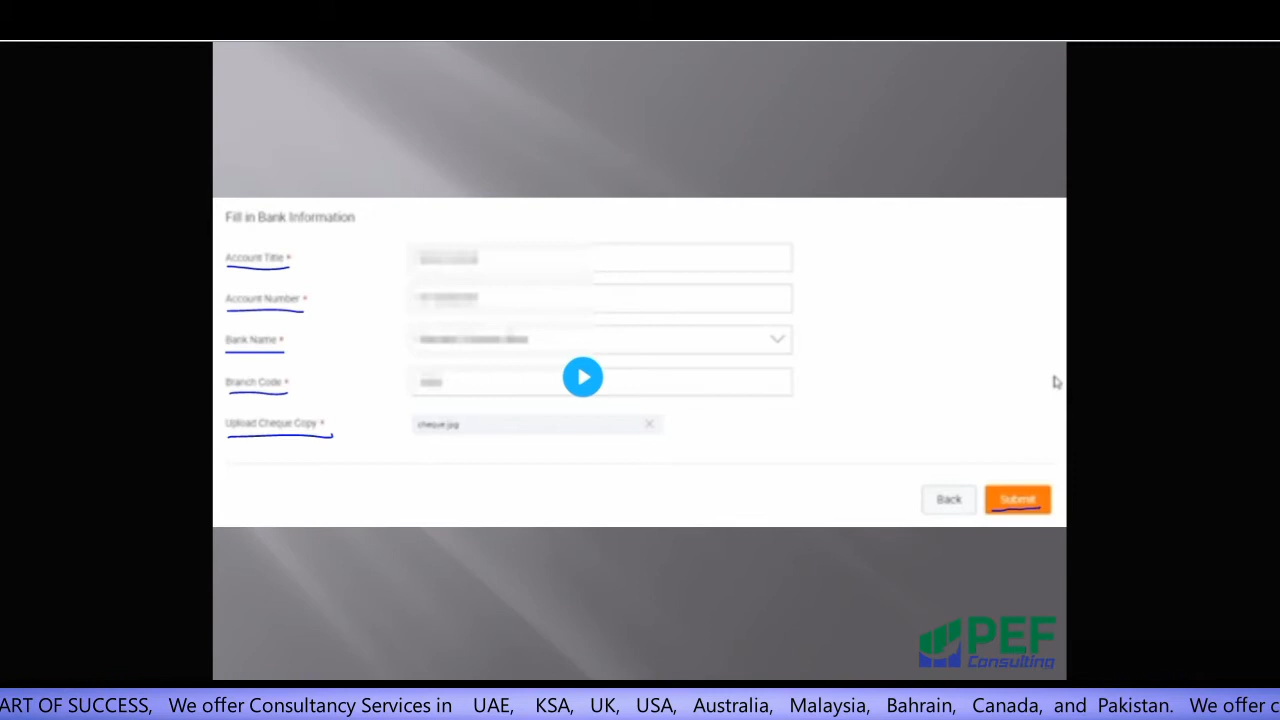 Fill in Bank Information
Account Title *
Account Number *
Bank Name *
Branch Code *
Upload Cheque Copy *
cheque.jpg
Back
Submit
PEF
Consulting
ART OF SUCCESS, We offer Consultancy Services in UAE, KSA, UK, USA, Australia, Malaysia, Bahrain, Canada, and Pakistan. We offer c